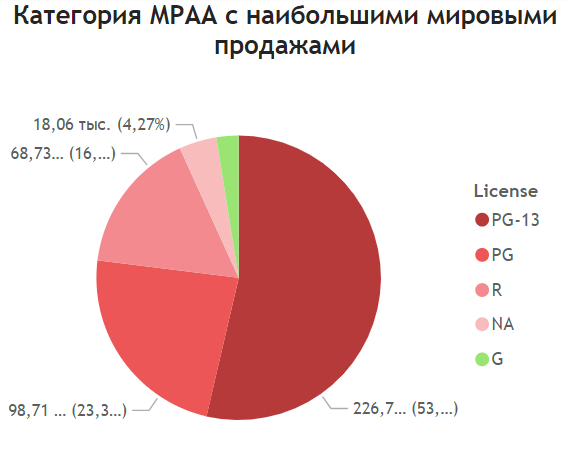 Категория MPAA с наибольшими мировыми
продажами
18,06 тыс. (4,27%)
68,73... (16,...)
98,71 ... (23,3...)
226,7... (53,...)
License
PG-13
PG
R
NA
G